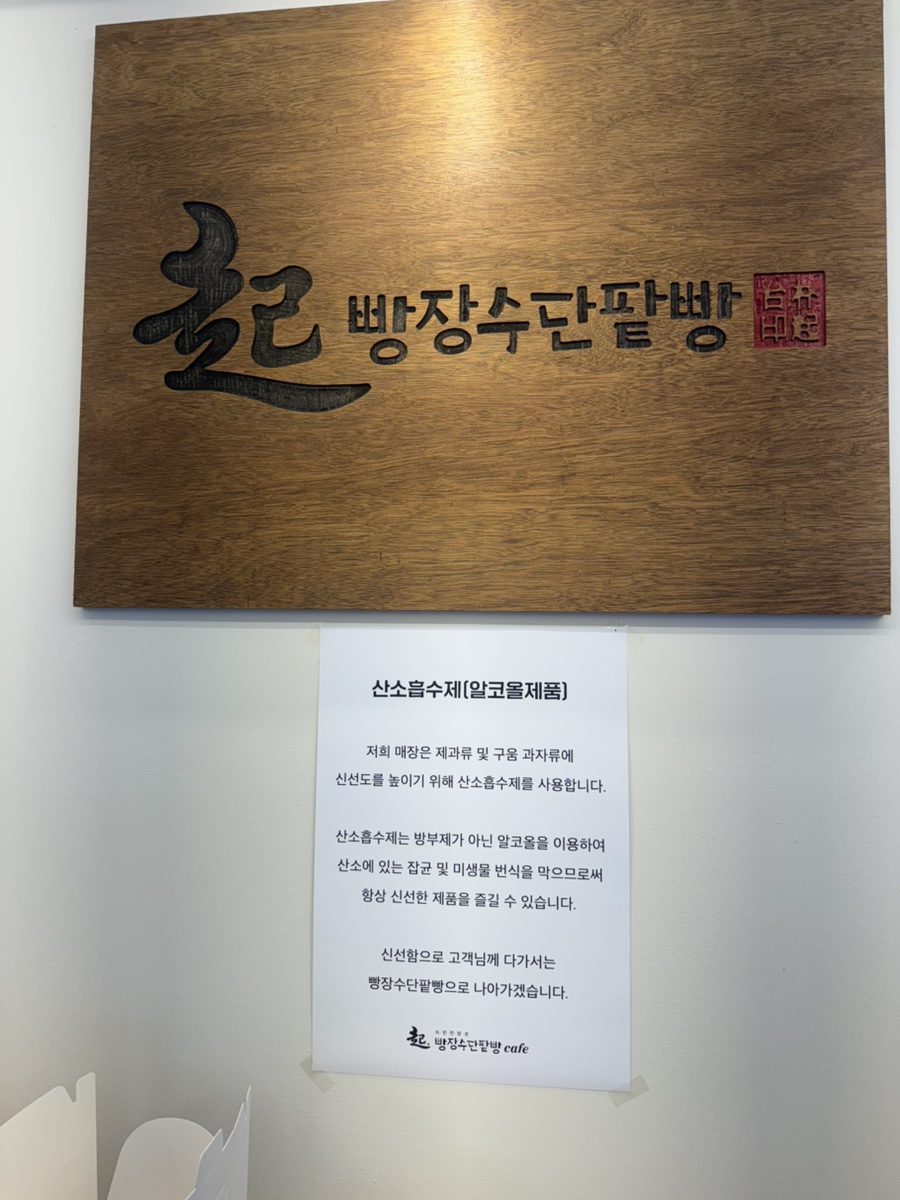 起 빵장수단팥빵
산소흡수제(알코올제품)
저희 매장은 제과류 및 구움 과자류에
신선도를 높이기 위해 산소흡수제를 사용합니다.
산소흡수제는 방부제가 아닌 알코올을 이용하여
산소에 있는 잡균 및 미생물 번식을 막으므로써
항상 신선한 제품을 즐길 수 있습니다.
신선함으로 고객님께 다가서는
빵장수단팥빵으로 나아가겠습니다.
起 빵장수단팥빵 cafe